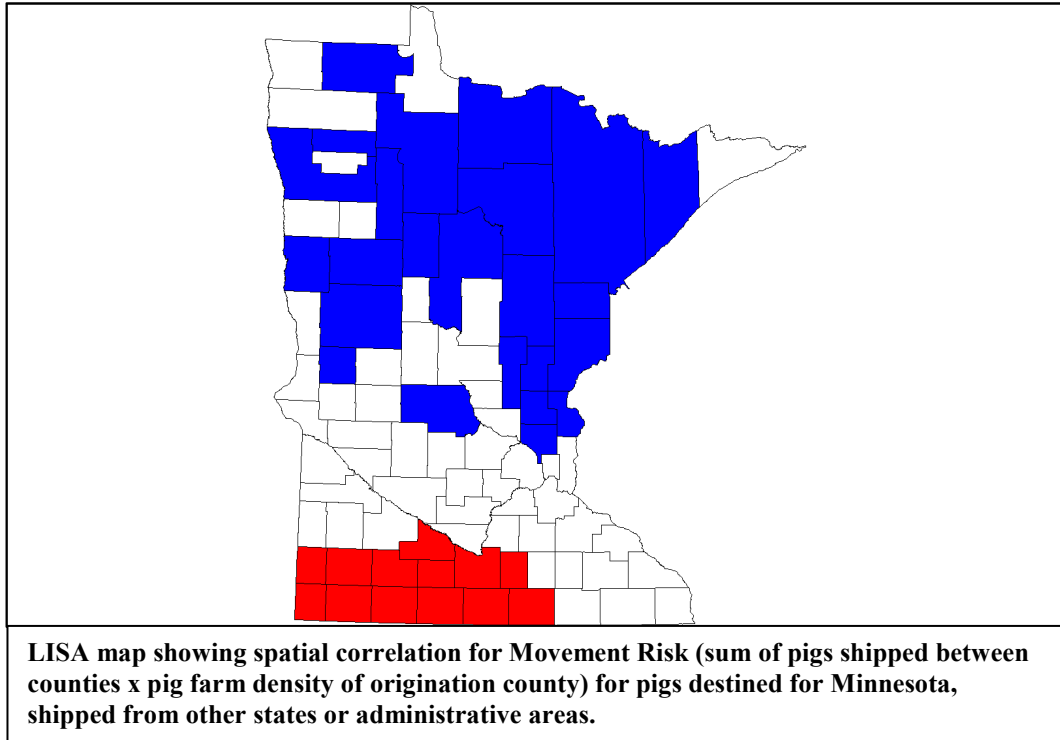 LISA map showing spatial correlation for Movement Risk (sum of pigs shipped between
counties x pig farm density of origination county) for pigs destined for Minnesota,
shipped from other states or administrative areas.